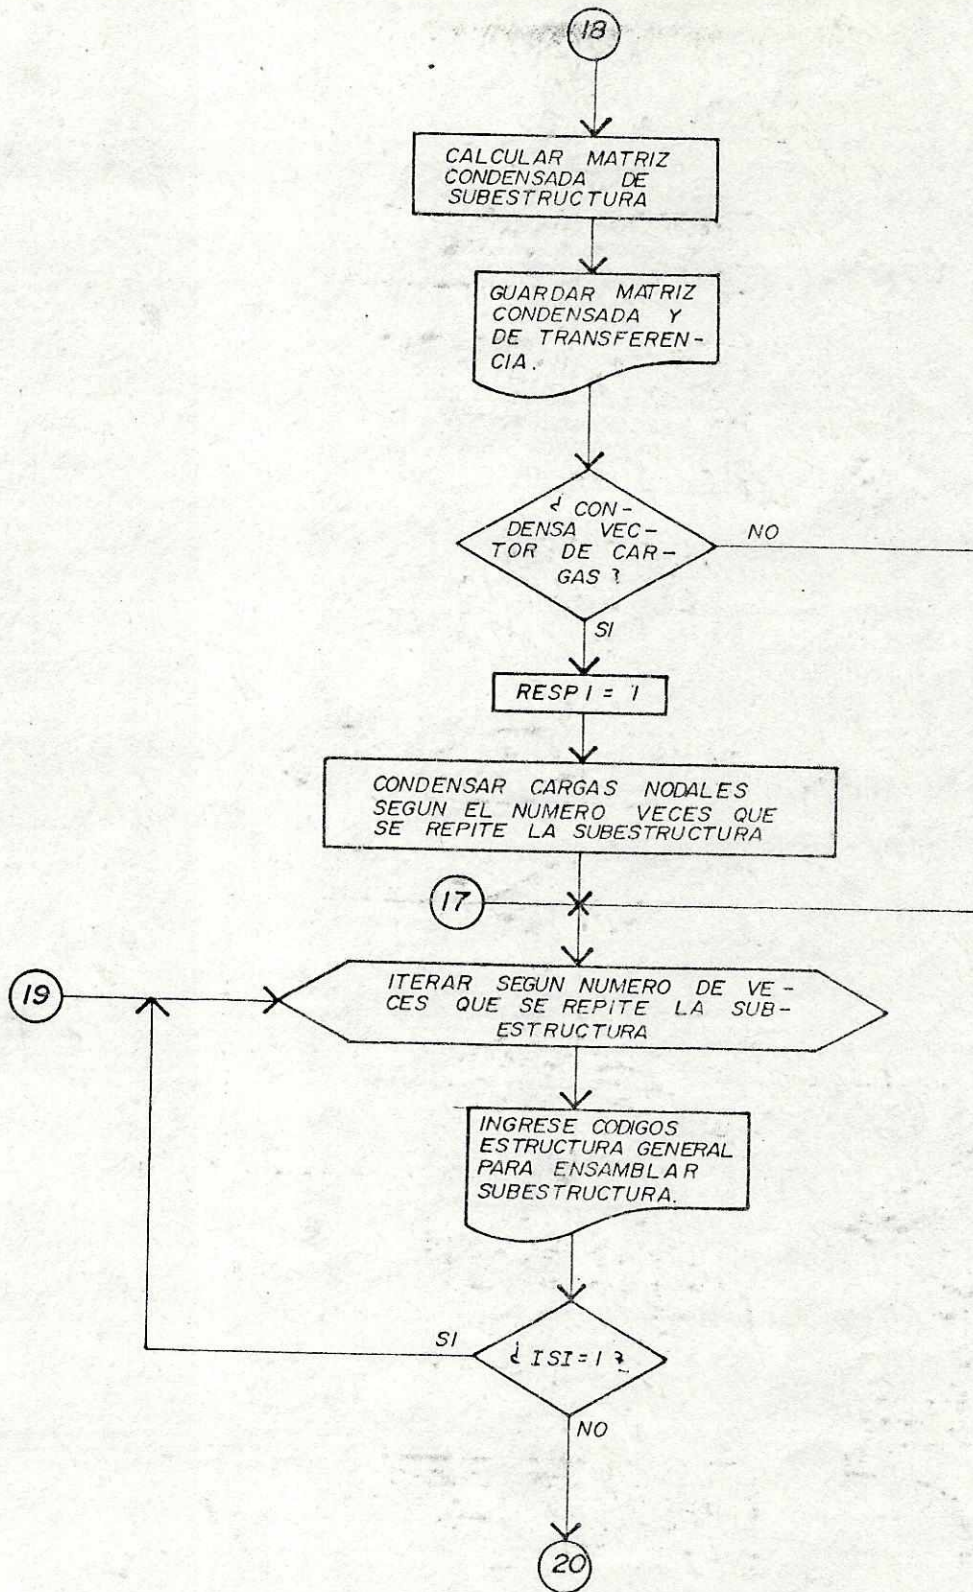 18
CALCULAR MATRIZ
CONDENSADA DE
SUBESTRUCTURA
GUARDAR MATRIZ
CONDENSADA Y
DE TRANSFEREN-
CIA.
¿ CON-
DENSA VEC-
TOR DE CAR-
GAS ?
NO
SI
RESP1 = 1
CONDENSAR CARGAS NODALES
SEGUN EL NUMERO VECES QUE
SE REPITE LA SUBESTRUCTURA
17
19
ITERAR SEGUN NUMERO DE VE-
CES QUE SE REPITE LA SUB-
ESTRUCTURA
INGRESE CODIGOS
ESTRUCTURA GENERAL
PARA ENSAMBLAR
SUBESTRUCTURA.
SI
¿ ISI = 1 ?
NO
20